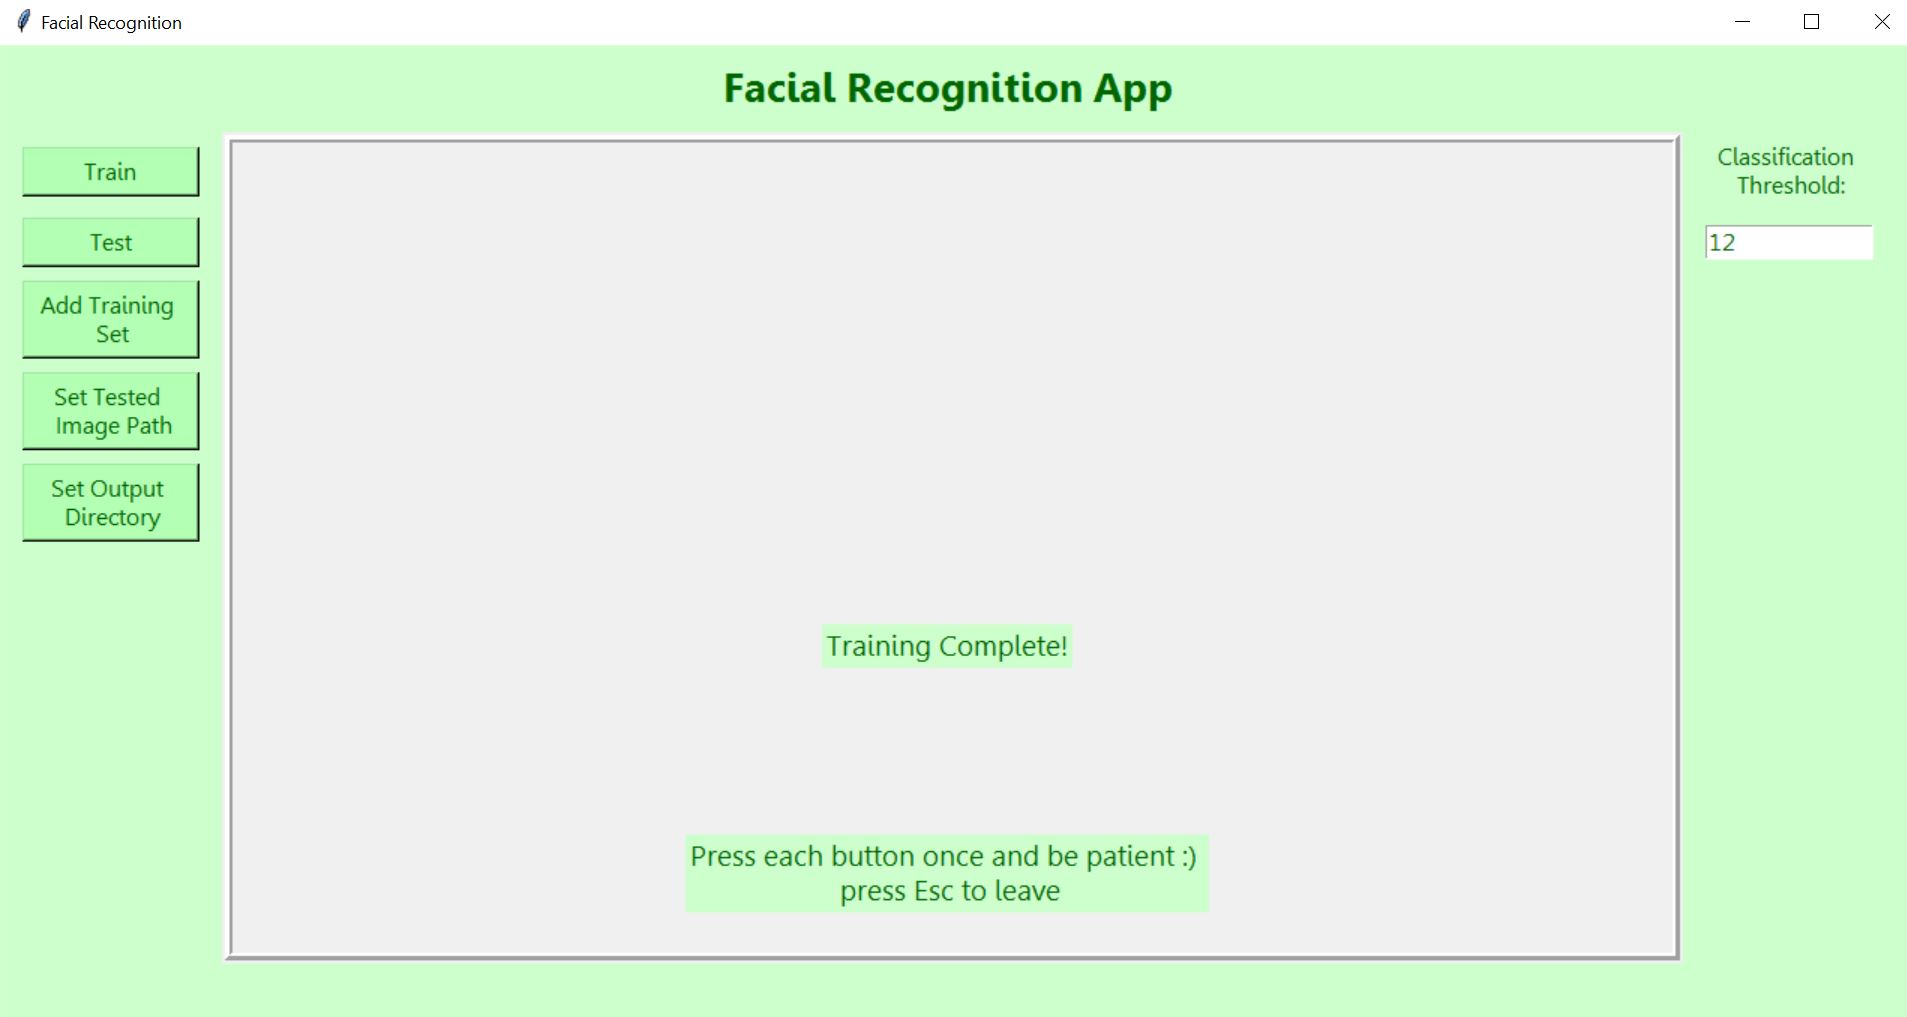 Facial Recognition
Facial Recognition App
Train
Test
Add Training
Set
Set Tested
Image Path
Set Output
Directory
Training Complete!
Press each button once and be patient :)
press Esc to leave
Classification
Threshold:
12